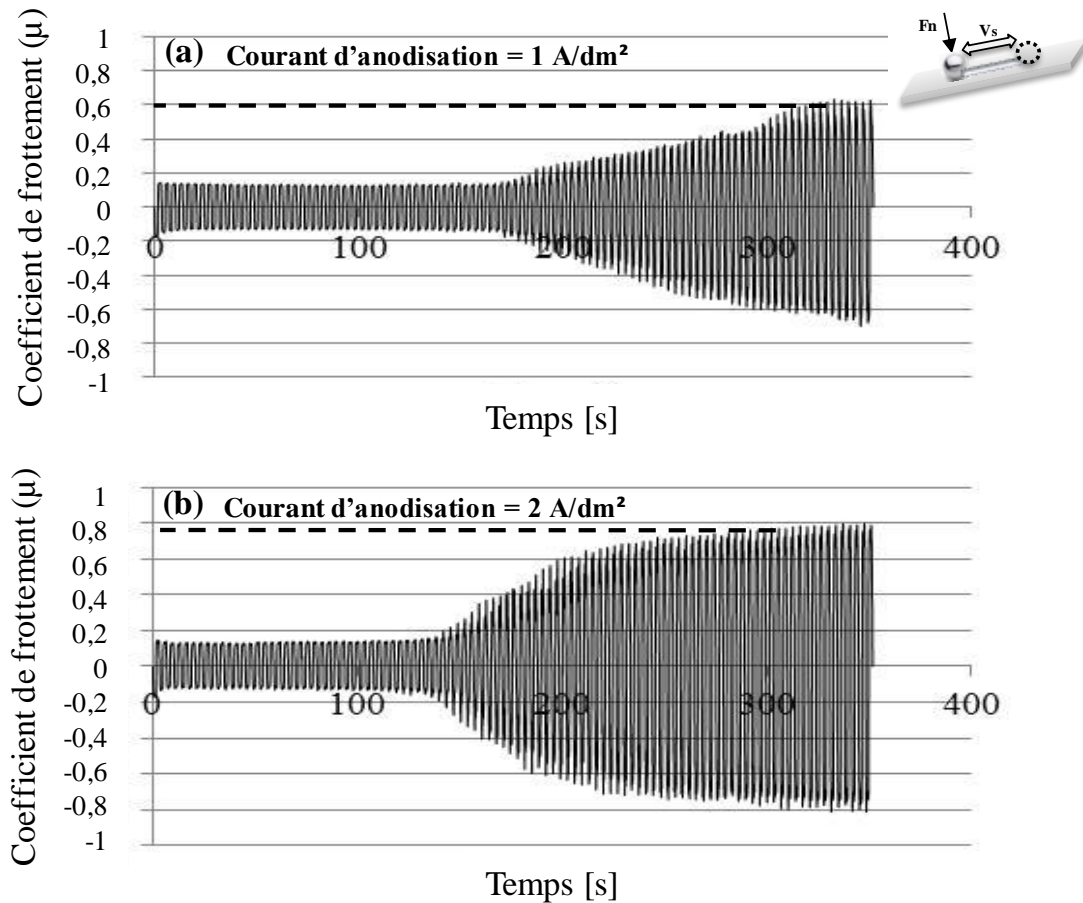 Coefficient de frottement (µ)
(a) Courant d'anodisation = 1 A/dm²
Fn
Vs
1
0,8
0,6
0,4
0,2
0
-0,2
-0,4
-0,6
-0,8
-1
0 100 200 300 400
Temps [s]
Coefficient de frottement (µ)
(b) Courant d'anodisation = 2 A/dm²
1
0,8
0,6
0,4
0,2
0
-0,2
-0,4
-0,6
-0,8
-1
0 100 200 300 400
Temps [s]